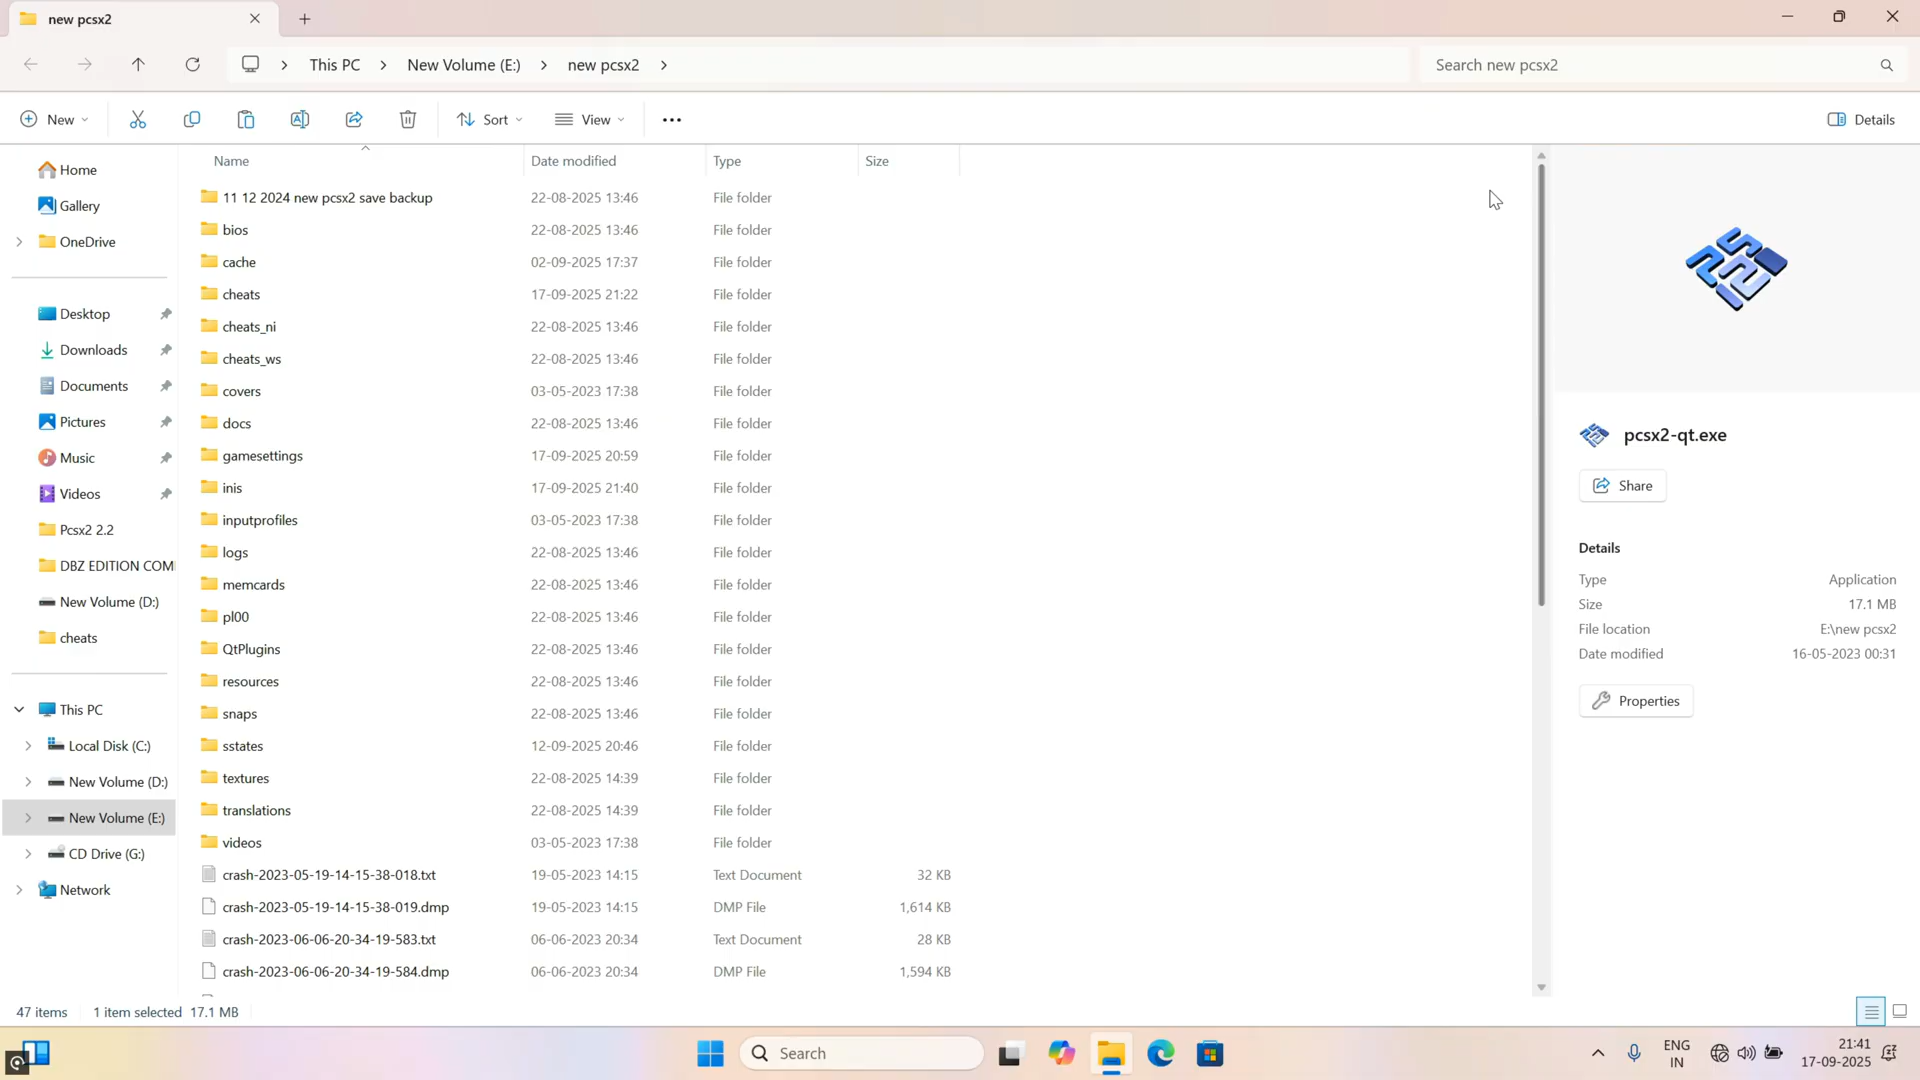 new pcsx2
This PC
New Volume (E:)
new pcsx2
Search new pcsx2
New
Sort
View
Details
Home
Gallery
OneDrive
Desktop
Downloads
Documents
Pictures
Music
Videos
Pcsx2 2.2
DBZ EDITION COM
New Volume (D:)
cheats
This PC
Local Disk (C:)
New Volume (D:)
New Volume (E:)
CD Drive (G:)
Network
Name Date modified Type Size
11 12 2024 new pcsx2 save backup 22-08-2025 13:46 File folder
bios 22-08-2025 13:46 File folder
cache 02-09-2025 17:37 File folder
cheats 17-09-2025 21:22 File folder
cheats_ni 22-08-2025 13:46 File folder
cheats_ws 22-08-2025 13:46 File folder
covers 03-05-2023 17:38 File folder
docs 22-08-2025 13:46 File folder
gamesettings 17-09-2025 20:59 File folder
inis 17-09-2025 21:40 File folder
inputprofiles 03-05-2023 17:38 File folder
logs 22-08-2025 13:46 File folder
memcards 22-08-2025 13:46 File folder
pl00 22-08-2025 13:46 File folder
QtPlugins 22-08-2025 13:46 File folder
resources 22-08-2025 13:46 File folder
snaps 22-08-2025 13:46 File folder
sstates 12-09-2025 20:46 File folder
textures 22-08-2025 14:39 File folder
translations 22-08-2025 14:39 File folder
videos 03-05-2023 17:38 File folder
crash-2023-05-19-14-15-38-018.txt 19-05-2023 14:15 Text Document 32 KB
crash-2023-05-19-14-15-38-019.dmp 19-05-2023 14:15 DMP File 1,614 KB
crash-2023-06-06-20-34-19-583.txt 06-06-2023 20:34 Text Document 28 KB
crash-2023-06-06-20-34-19-584.dmp 06-06-2023 20:34 DMP File 1,594 KB
pcsx2-qt.exe
Share
Details
Type Application
Size 17.1 MB
File location E:\new pcsx2
Date modified 16-05-2023 00:31
Properties
47 items 1 item selected 17.1 MB
Search
ENG
IN
21:41
17-09-2025